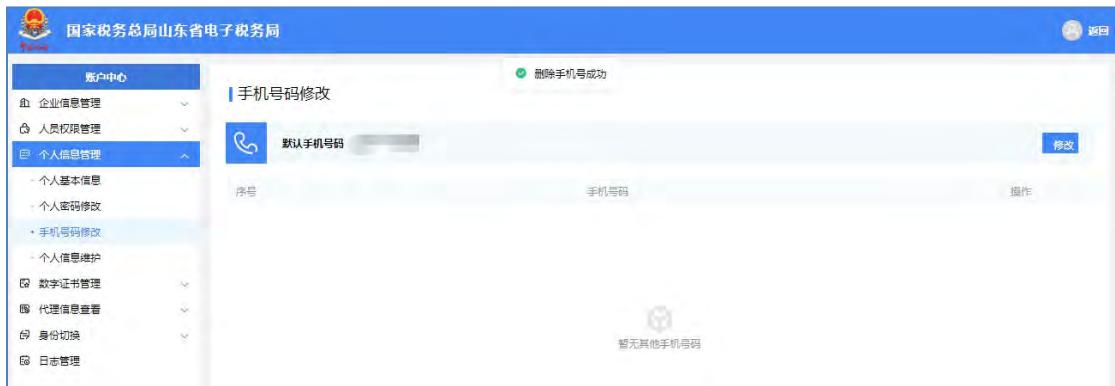 国家税务总局山东省电子税务局
返回
账户中心
企业信息管理
人员权限管理
个人信息管理
个人基本信息
个人密码修改
手机号码修改
个人信息维护
数字证书管理
代理信息查看
身份切换
日志管理
删除手机号成功
手机号码修改
默认手机号码
修改
序号 手机号码 操作
暂无其他手机号码